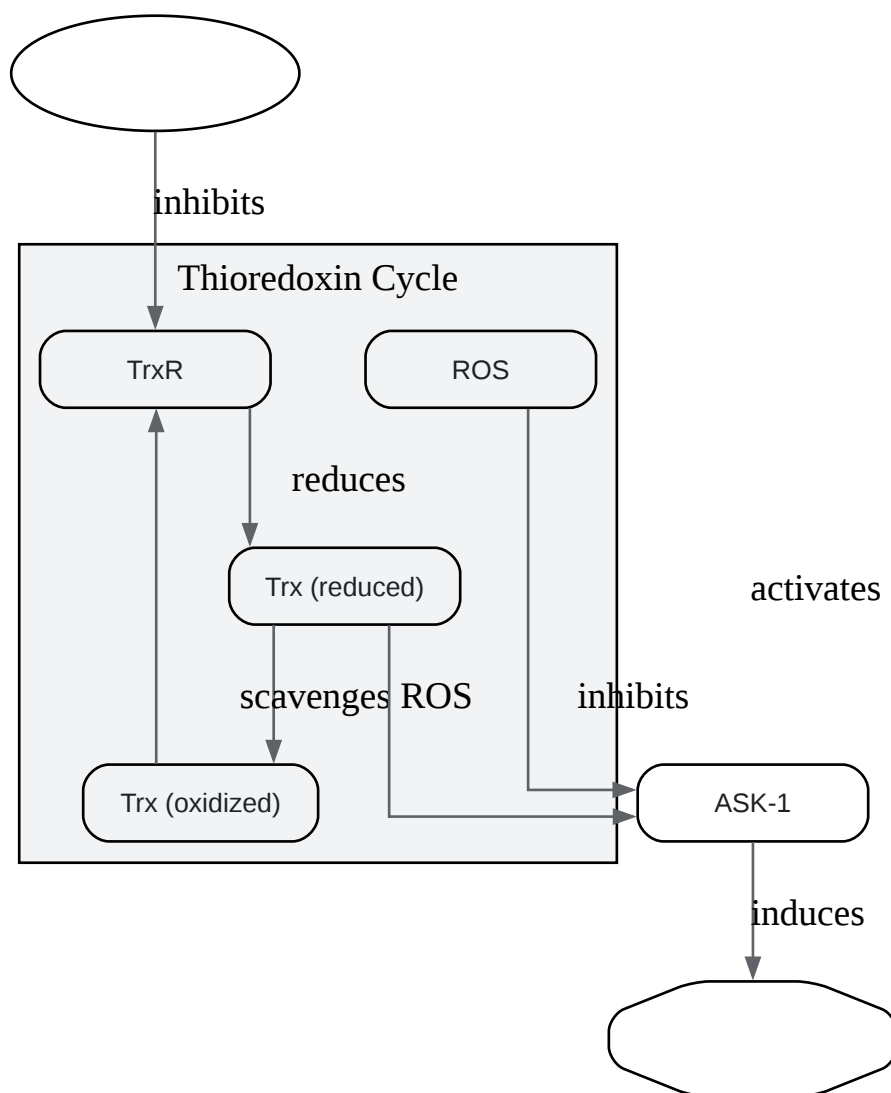 inhibits
Thioredoxin Cycle
TrxR
ROS
reduces
Trx (reduced)
activates
scavenges ROS
inhibits
Trx (oxidized)
ASK-1
induces